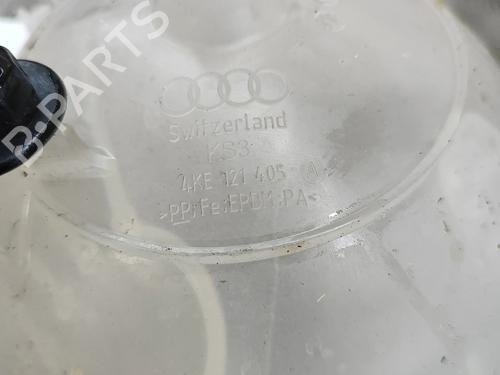 B-PARTS
Switzerland
KS3
4KE 121 405 A
>PP;Fe;EPDM;PA<